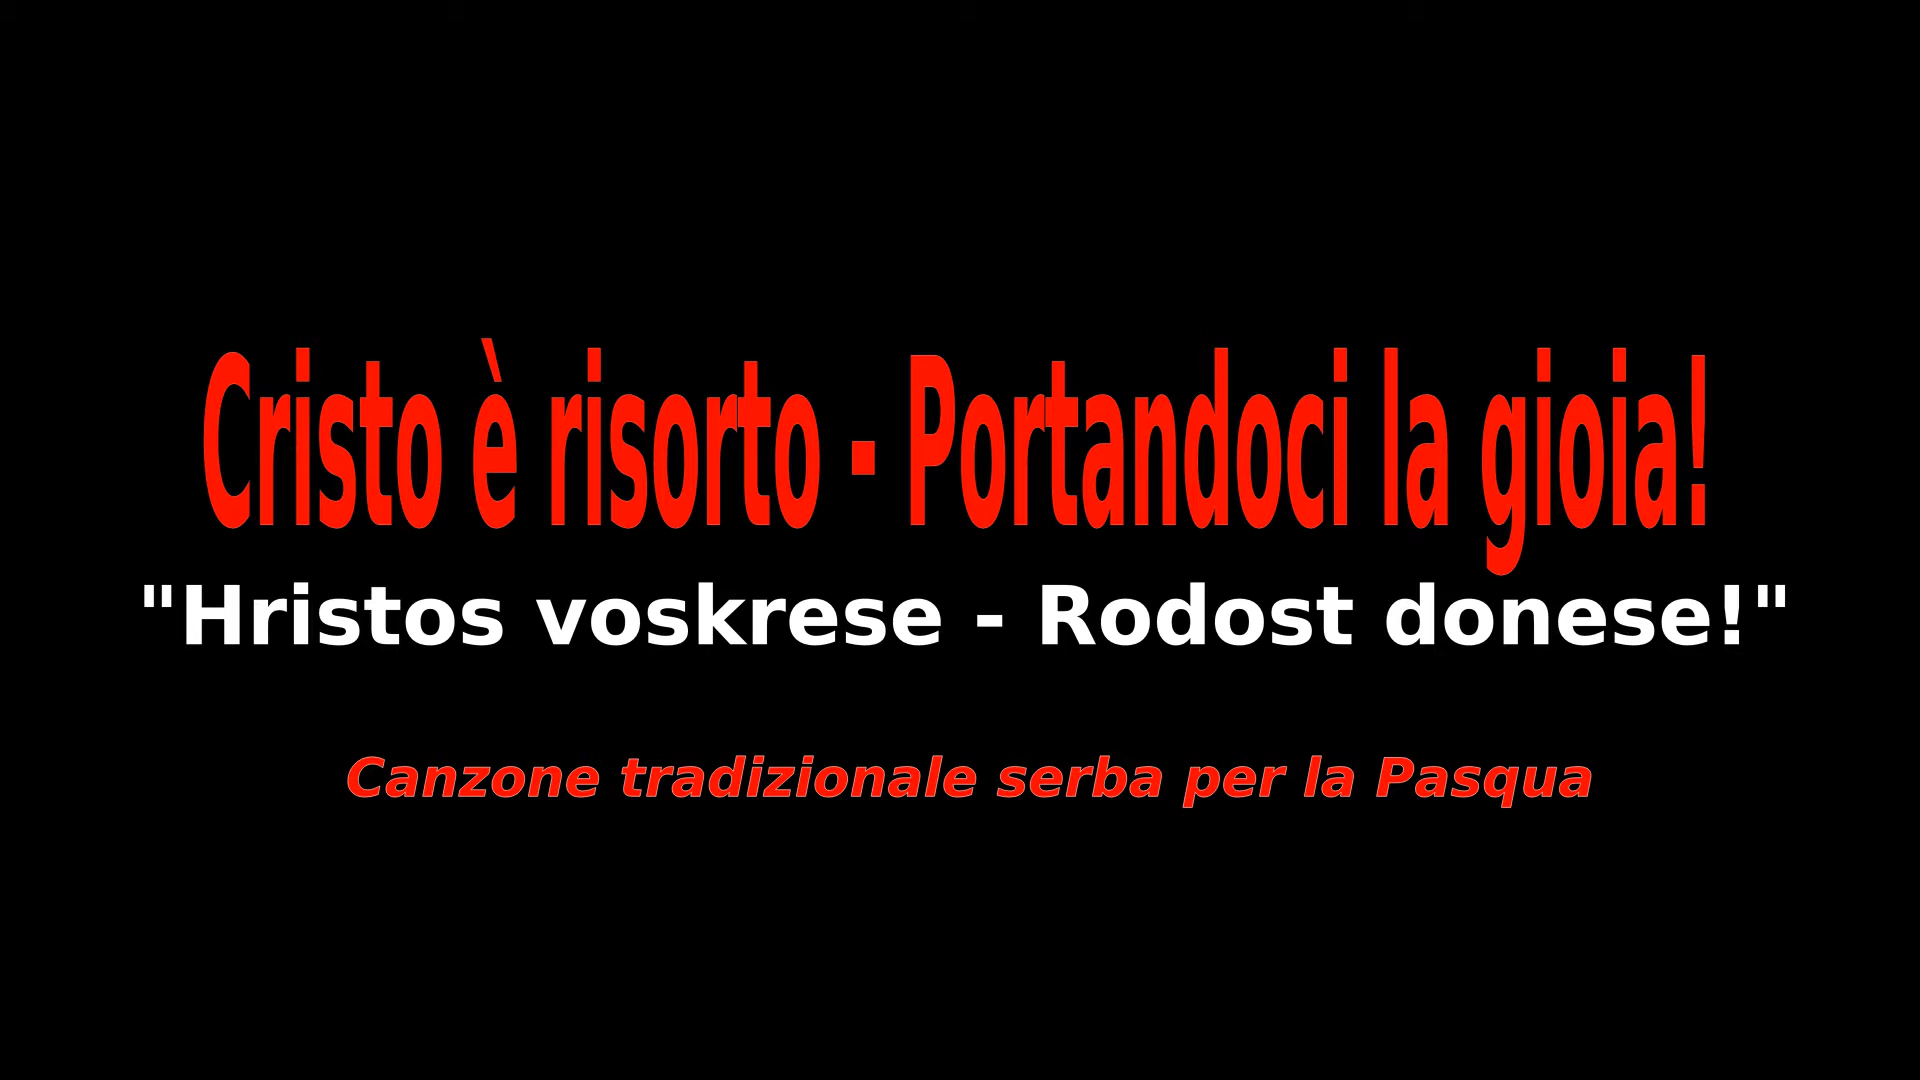 Cristo è risorto - Portandoci la gioia!
"Hristos voskrese - Rodost donese!"
Canzone tradizionale serba per la Pasqua